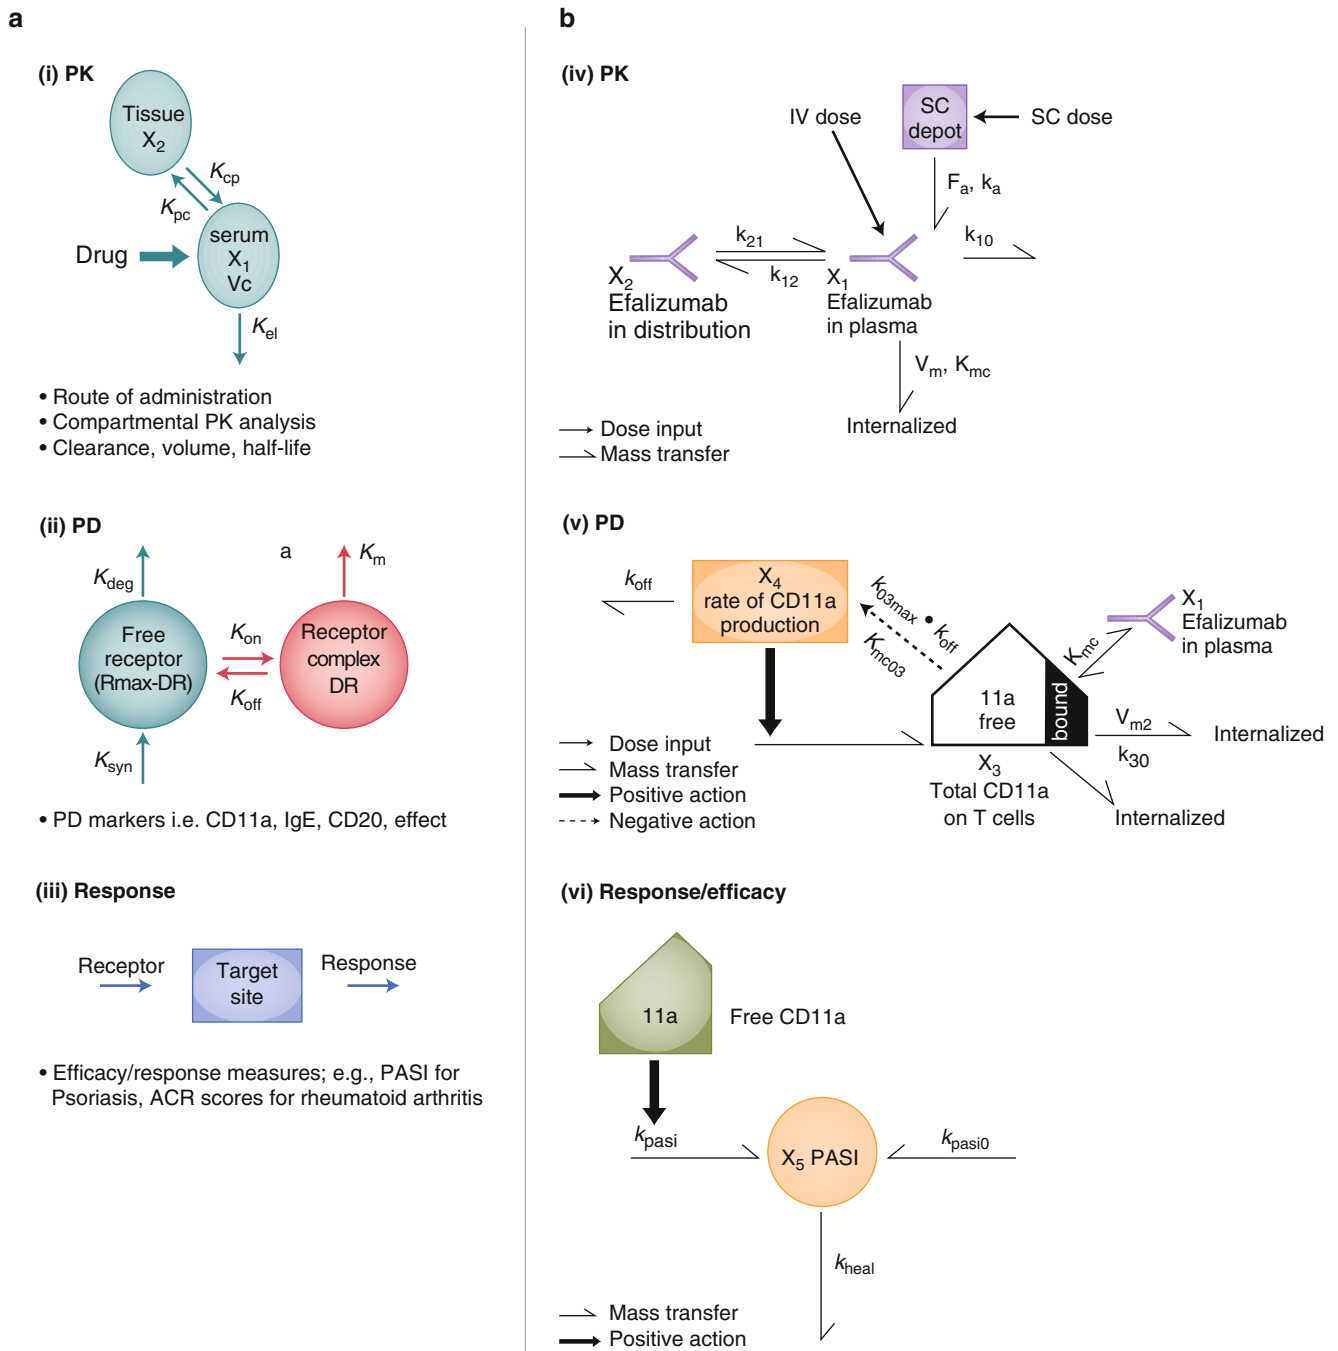 a
(i) PK
Tissue
X2
Kcp
Kpc
serum
X1
Vc
Drug
Kel
• Route of administration
• Compartmental PK analysis
• Clearance, volume, half-life
(ii) PD
a
Km
Kdeg
Free
receptor
(Rmax-DR)
Kon
Koff
Receptor
complex
DR
Ksyn
• PD markers i.e. CD11a, IgE, CD20, effect
(iii) Response
Receptor
Target
site
Response
• Efficacy/response measures; e.g., PASI for
Psoriasis, ACR scores for rheumatoid arthritis
b
(iv) PK
IV dose
SC
depot
SC dose
Fa, ka
k21
k12
k10
X2
Efalizumab
in distribution
X1
Efalizumab
in plasma
Vm, Kmc
Internalized
Dose input
Mass transfer
(v) PD
koff
X4
rate of CD11a
production
k03max • koff
Kmc03
X1
Efalizumab
in plasma
Kmc
11a
free
bound
Vm2
k30
Internalized
X3
Total CD11a
on T cells
Internalized
Dose input
Mass transfer
Positive action
Negative action
(vi) Response/efficacy
11a
Free CD11a
kpasi
X5 PASI
kpasi0
kheal
Mass transfer
Positive action